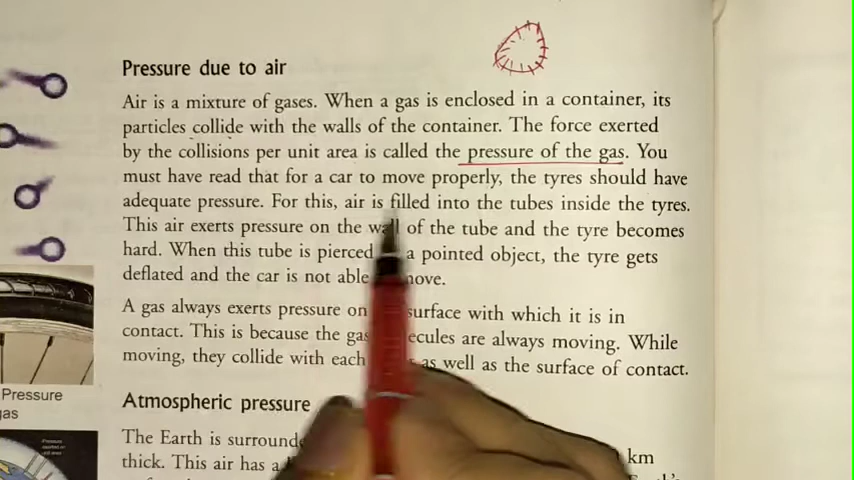 Pressure due to air
Air is a mixture of gases. When a gas is enclosed in a container, its
particles collide with the walls of the container. The force exerted
by the collisions per unit area is called the pressure of the gas. You
must have read that for a car to move properly, the tyres should have
adequate pressure. For this, air is filled into the tubes inside the tyres.
This air exerts pressure on the wall of the tube and the tyre becomes
hard. When this tube is pierced a pointed object, the tyre gets
deflated and the car is not able move.
A gas always exerts pressure on surface with which it is in
contact. This is because the gas molecules are always moving. While
moving, they collide with each as well as the surface of contact.
Pressure
gas
Atmospheric pressure
The Earth is surrounde km
thick. This air has a